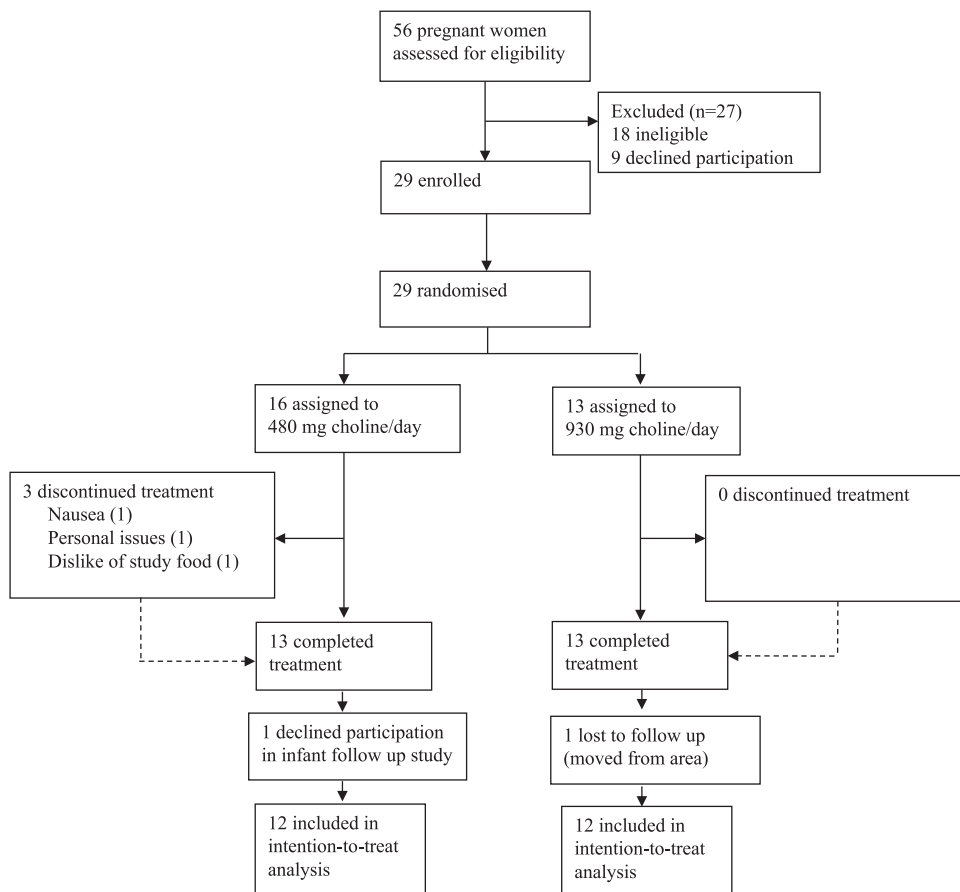 56 pregnant women
assessed for eligibility
Excluded (n=27)
18 ineligible
9 declined participation
29 enrolled
29 randomised
16 assigned to
480 mg choline/day
13 assigned to
930 mg choline/day
3 discontinued treatment
Nausea (1)
Personal issues (1)
Dislike of study food (1)
0 discontinued treatment
13 completed
treatment
13 completed
treatment
1 declined participation
in infant follow up study
1 lost to follow up
(moved from area)
12 included in
intention-to-treat
analysis
12 included in
intention-to-treat
analysis